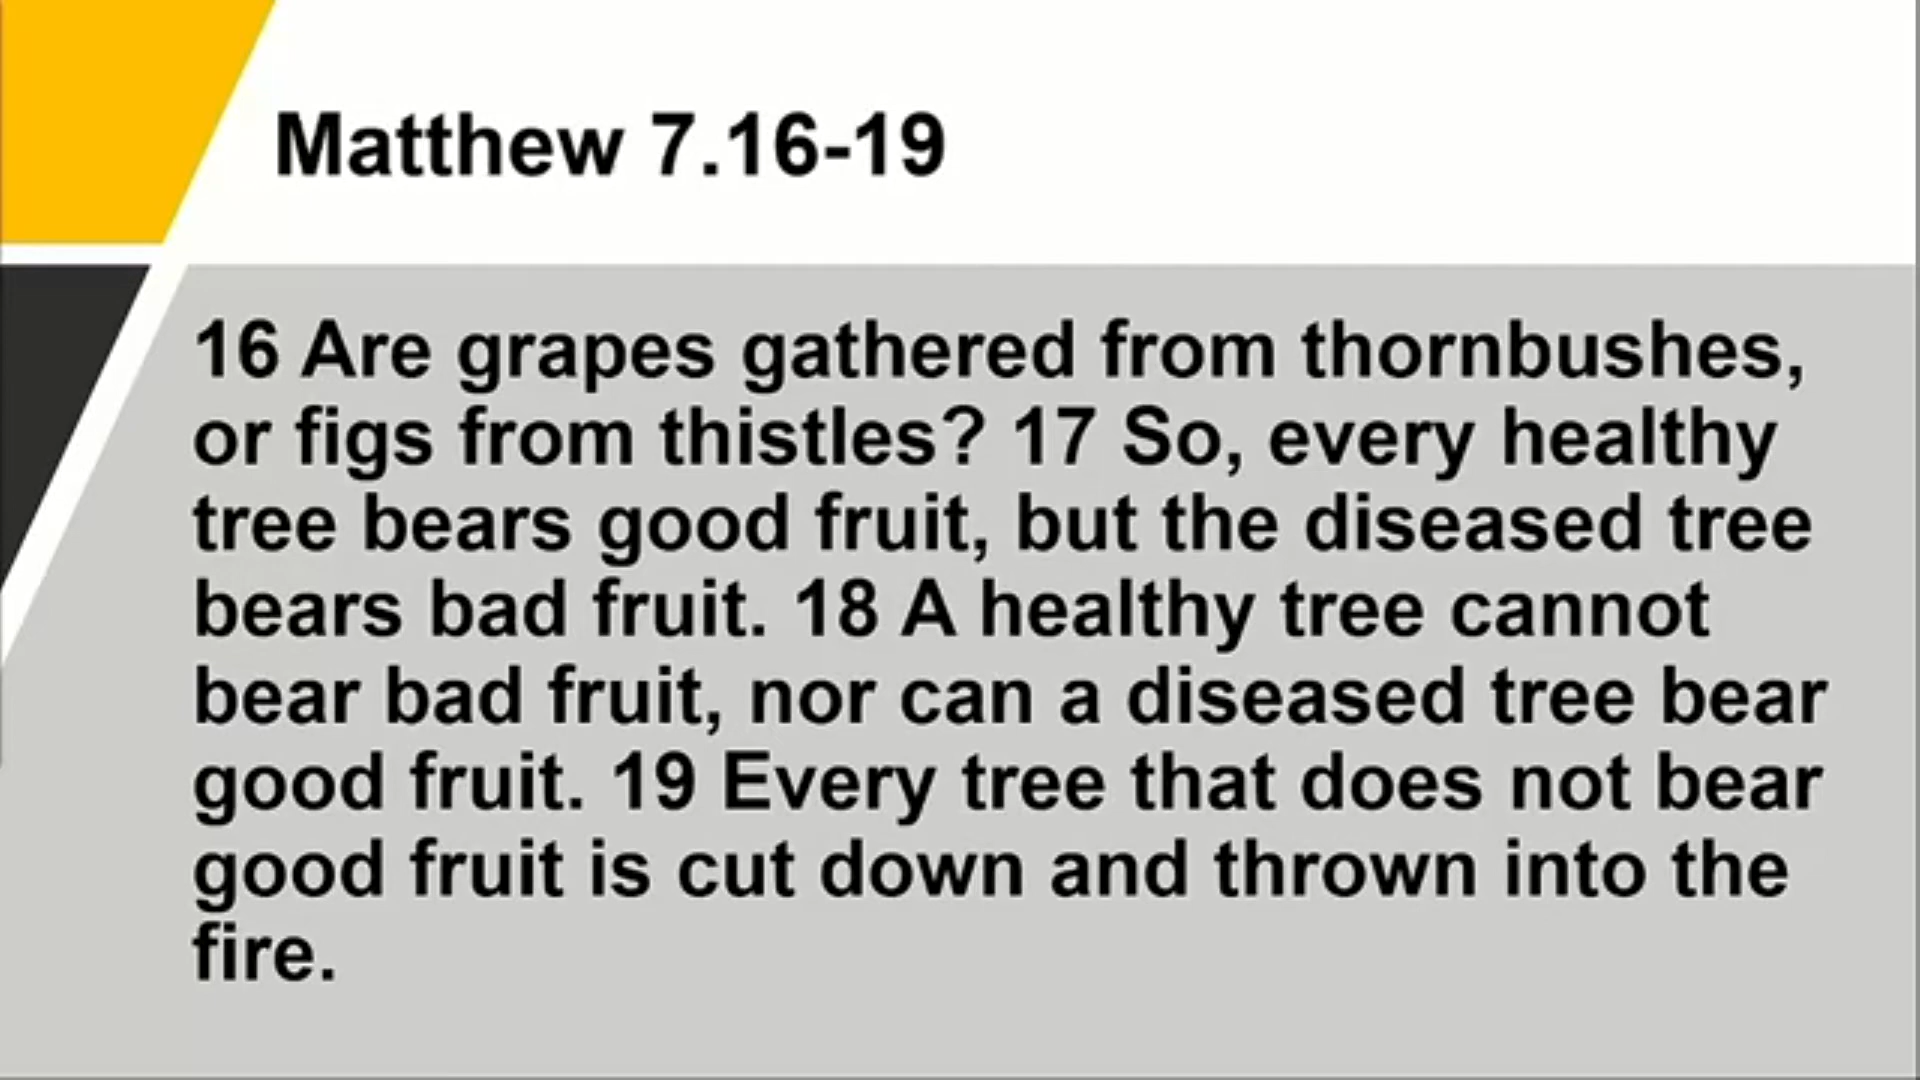 Matthew 7.16-19
16 Are grapes gathered from thornbushes,
or figs from thistles? 17 So, every healthy
tree bears good fruit, but the diseased tree
bears bad fruit. 18 A healthy tree cannot
bear bad fruit, nor can a diseased tree bear
good fruit. 19 Every tree that does not bear
good fruit is cut down and thrown into the
fire.